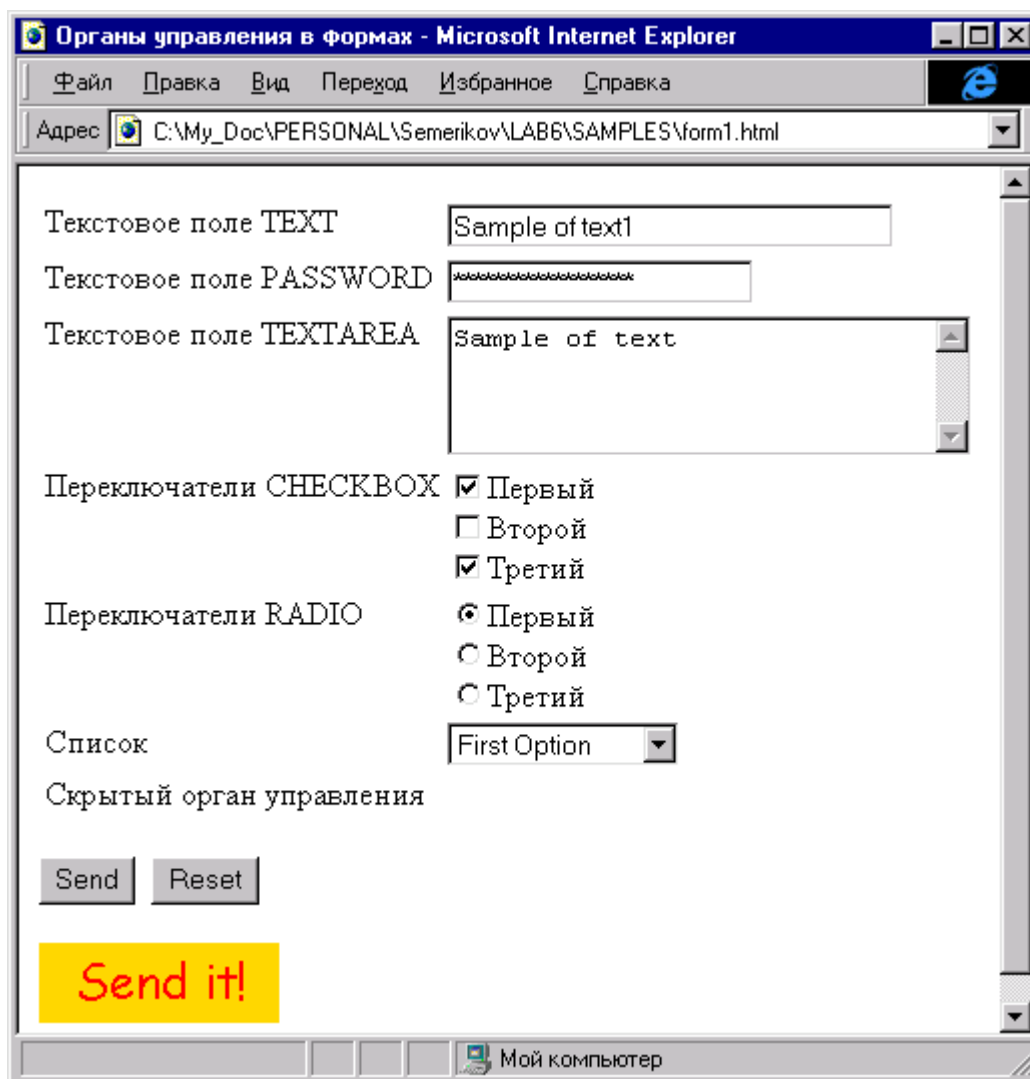 Органы управления в формах - Microsoft Internet Explorer
Файл Правка Вид Переход Избранное Справка
Адрес C:\My_Doc\PERSONAL\Semerikov\LAB6\SAMPLES\form1.html
Текстовое поле TEXT Sample of text1
Текстовое поле PASSWORD ********************
Текстовое поле TEXTAREA Sample of text
Переключатели CHECKBOX Первый
Второй
Третий
Переключатели RADIO Первый
Второй
Третий
Список First Option
Скрытый орган управления
Send Reset
Send it!
Мой компьютер